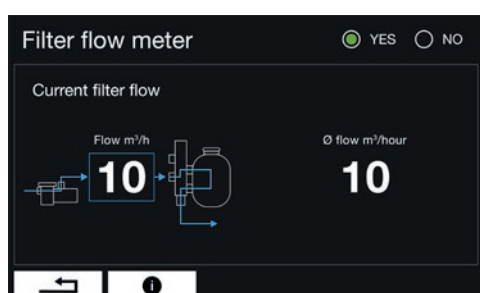 Filter flow meter
YES NO
Current filter flow
Flow m³/h
10
Ø flow m³/hour
10